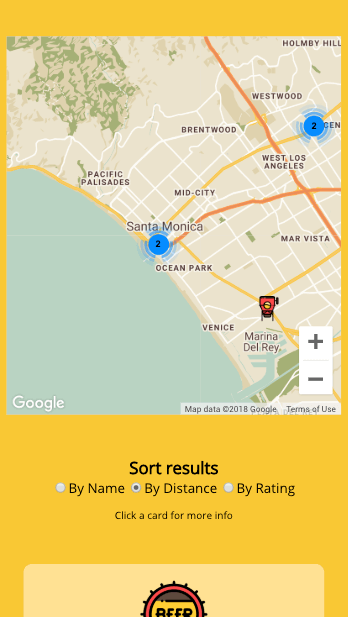 HOLMBY HILL
WESTWOOD
2
CEN
BRENTWOOD
WEST LOS
ANGELES
PACIFIC
PALISADES
MID-CITY
Santa Monica
2
MAR VISTA
OCEAN PARK
VENICE
Marina
Del Rey
+
−
Google
Map data ©2018 Google
Terms of Use
Sort results
By Name By Distance By Rating
Click a card for more info
BEER